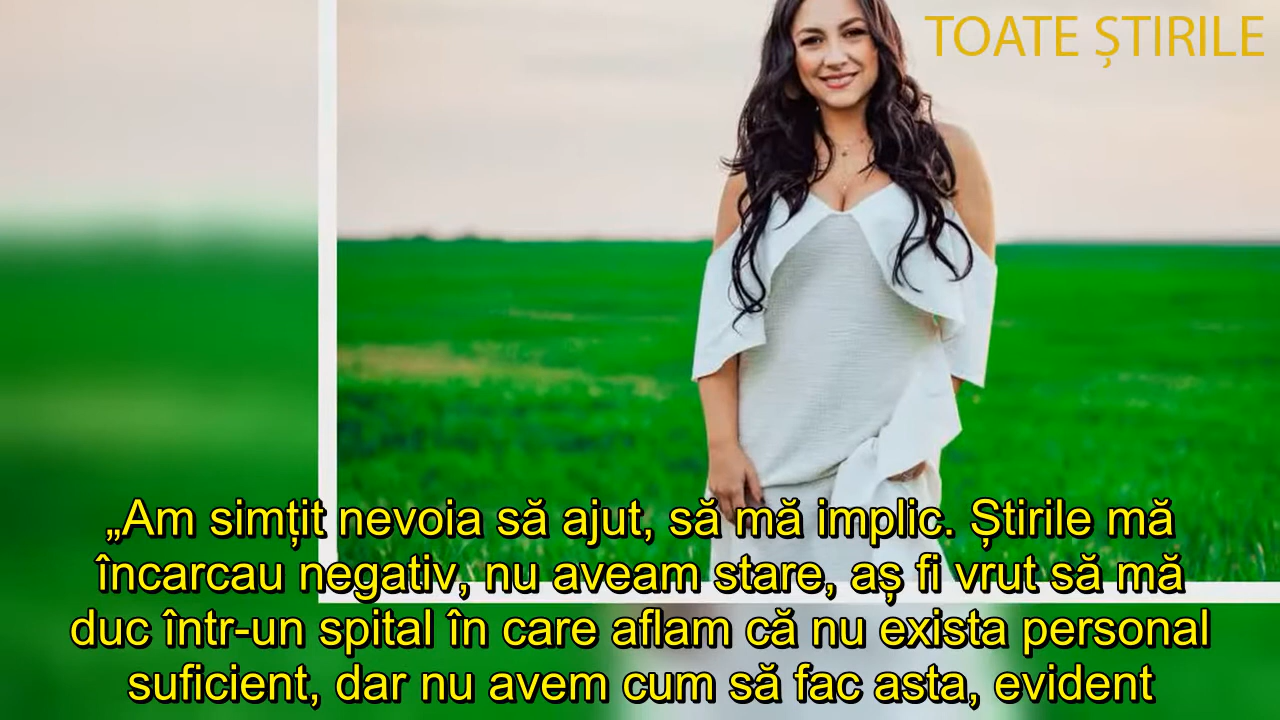 TOATE ȘTIRILE
„Am simțit nevoia să ajut, să mă implic. Știrile mă
încarcau negativ, nu aveam stare, aș fi vrut să mă
duc într-un spital în care aflam că nu exista personal
suficient, dar nu avem cum să fac asta, evident